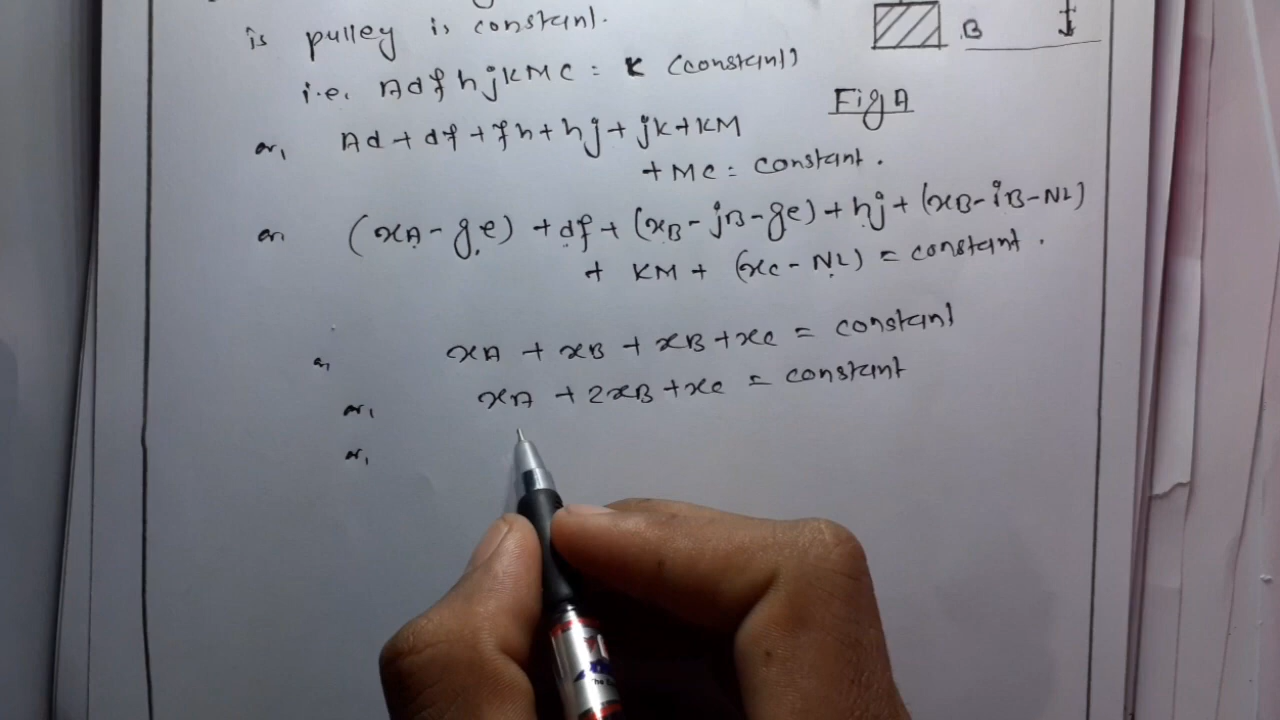 is pulley is constant.
B
i.e. AdfhjKMC = K (constant)
Fig A
or, Ad + df + fh + hj + jK + KM
+ MC = constant.
or (xA - ge) + df + (xB - jB - ge) + hj + (xB - iB - NL)
+ KM + (xC - NL) = constant.
or, xA + xB + xB + xC = constant
or, xA + 2xB + xC = constant
or,